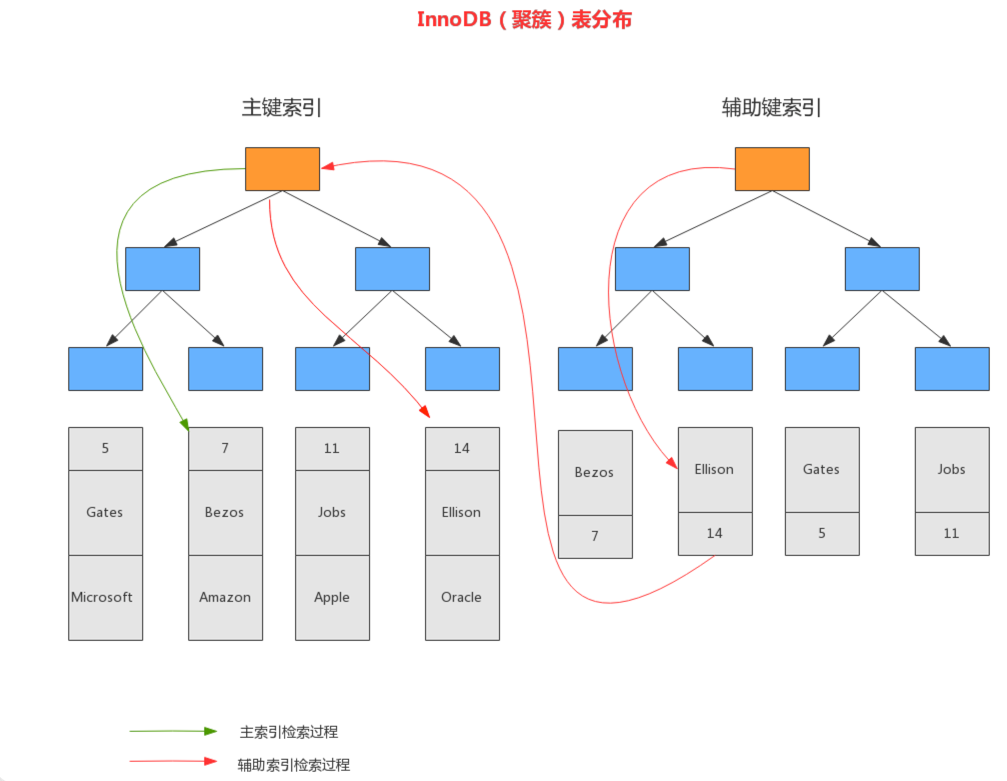 InnoDB（聚簇）表分布
主键索引
辅助键索引
5
7
11
14
Gates
Bezos
Jobs
Ellison
Microsoft
Amazon
Apple
Oracle
Bezos
Ellison
Gates
Jobs
7
14
5
11
主索引检索过程
辅助索引检索过程